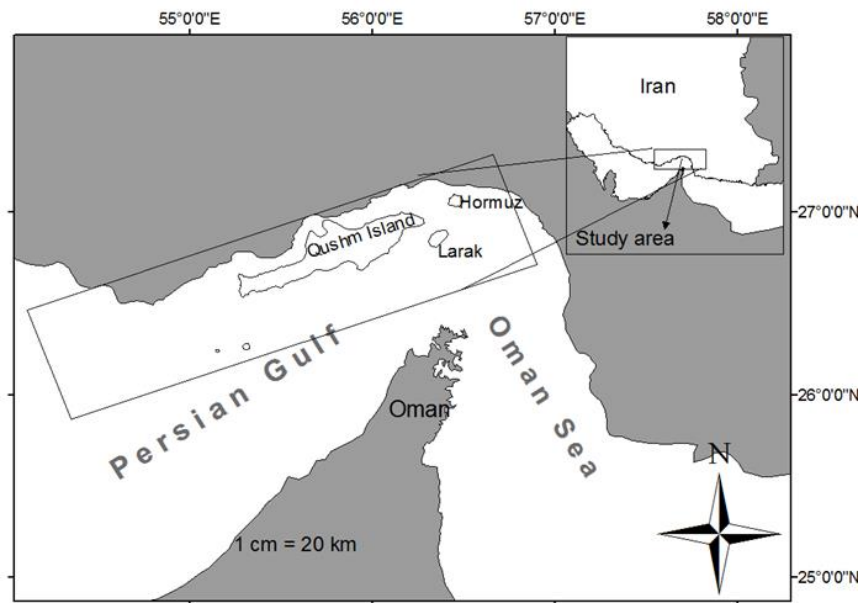 55°0'0"E
56°0'0"E
57°0'0"E
58°0'0"E
Iran
27°0'0"N
Hormuz
Qushm Island
Larak
Study area
Persian Gulf
Oman Sea
26°0'0"N
Oman
N
1 cm = 20 km
25°0'0"N